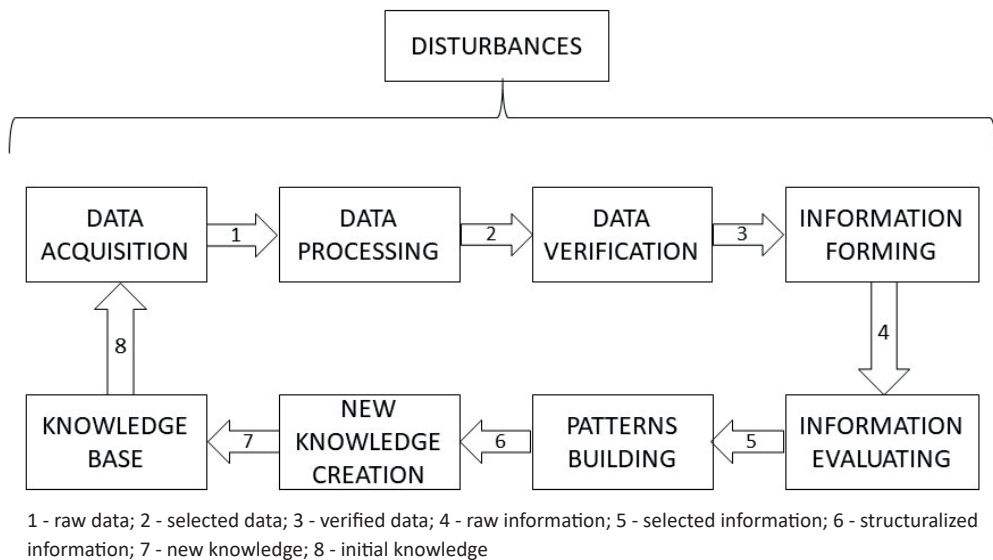 DISTURBANCES
DATA
ACQUISITION
1
DATA
PROCESSING
2
DATA
VERIFICATION
3
INFORMATION
FORMING
4
INFORMATION
EVALUATING
5
PATTERNS
BUILDING
6
NEW
KNOWLEDGE
CREATION
7
KNOWLEDGE
BASE
8
1 - raw data; 2 - selected data; 3 - verified data; 4 - raw information; 5 - selected information; 6 - structuralized
information; 7 - new knowledge; 8 - initial knowledge